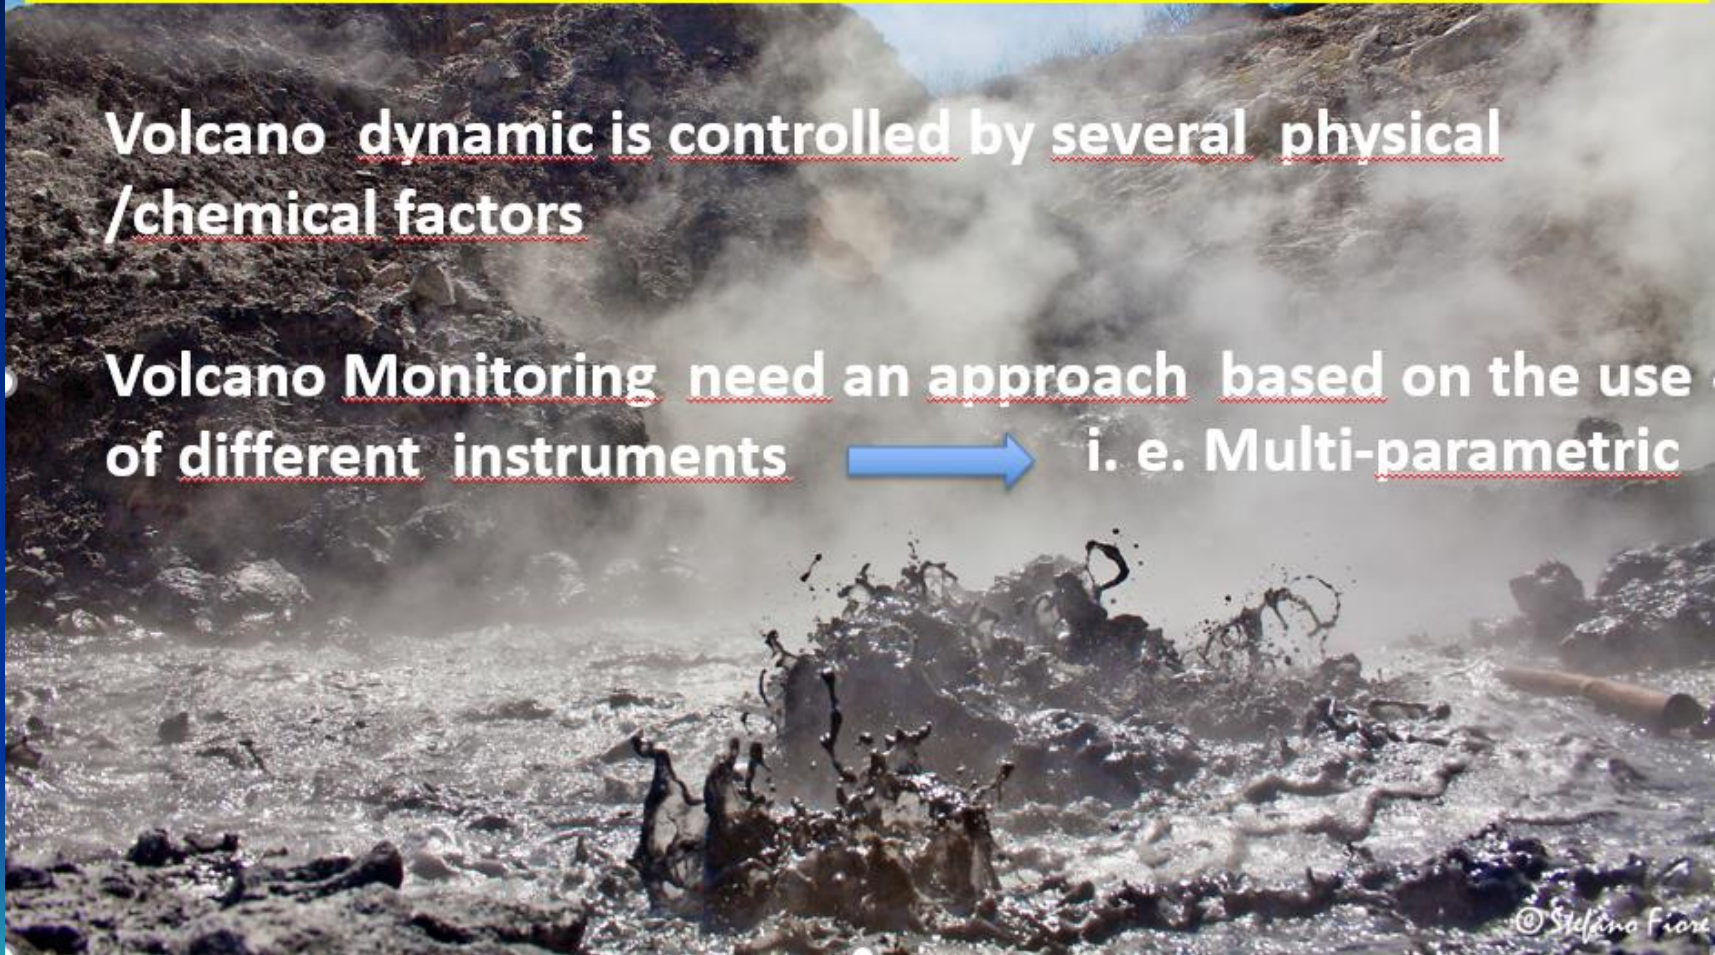 Volcano dynamic is controlled by several physical
/chemical factors
Volcano Monitoring need an approach based on the use
of different instruments i. e. Multi-parametric
© Stefano Fiore